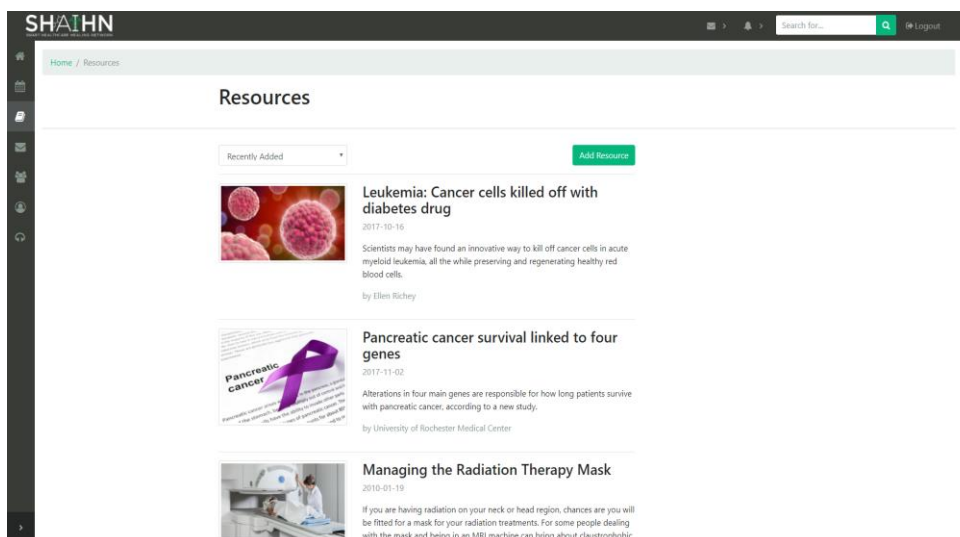 SHAIHN
SMART HEALTHCARE AND HEALING NETWORK
Search for...
Logout
Home / Resources
Resources
Recently Added
Add Resource
Leukemia: Cancer cells killed off with
diabetes drug
2017-10-16
Scientists may have found an innovative way to kill off cancer cells in acute
myeloid leukemia, all the while preserving and regenerating healthy red
blood cells.
by Ellen Richey
Pancreatic
cancer
Pancreatic cancer survival linked to four
genes
2017-11-02
Alterations in four main genes are responsible for how long patients survive
with pancreatic cancer, according to a new study.
by University of Rochester Medical Center
Managing the Radiation Therapy Mask
2010-01-19
If you are having radiation on your neck or head region, chances are you will
be fitted for a mask for your radiation treatments. For some people dealing
with the mask and being in an MRI machine can bring about claustrophobic